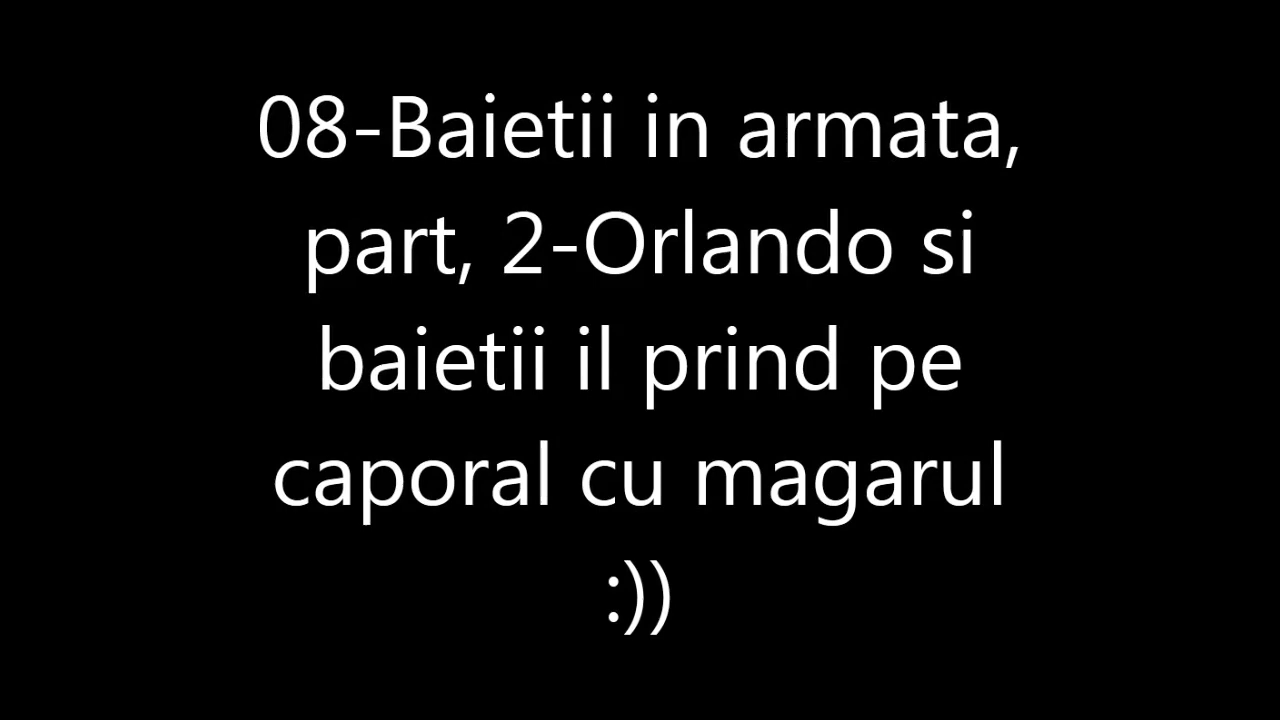 08-Baietii in armata,
part, 2-Orlando si
baietii il prind pe
caporal cu magarul
:))